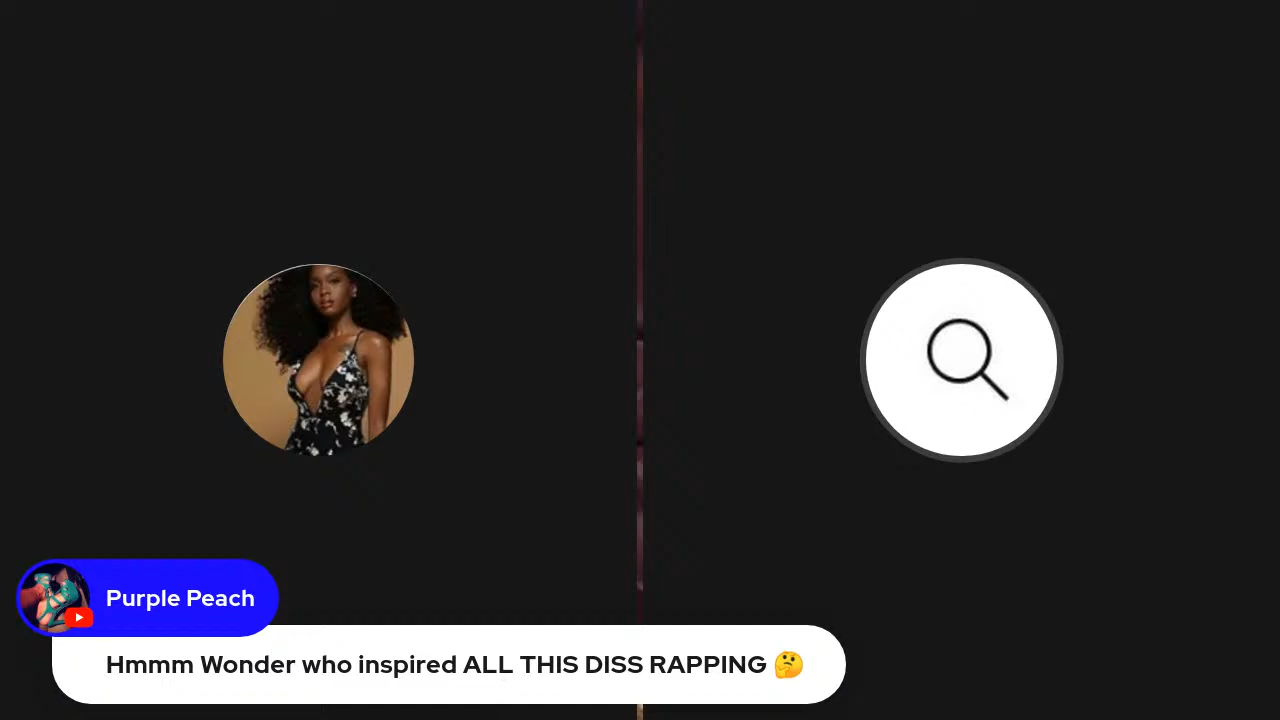 Purple Peach
Hmmm Wonder who inspired ALL THIS DISS RAPPING 🤔